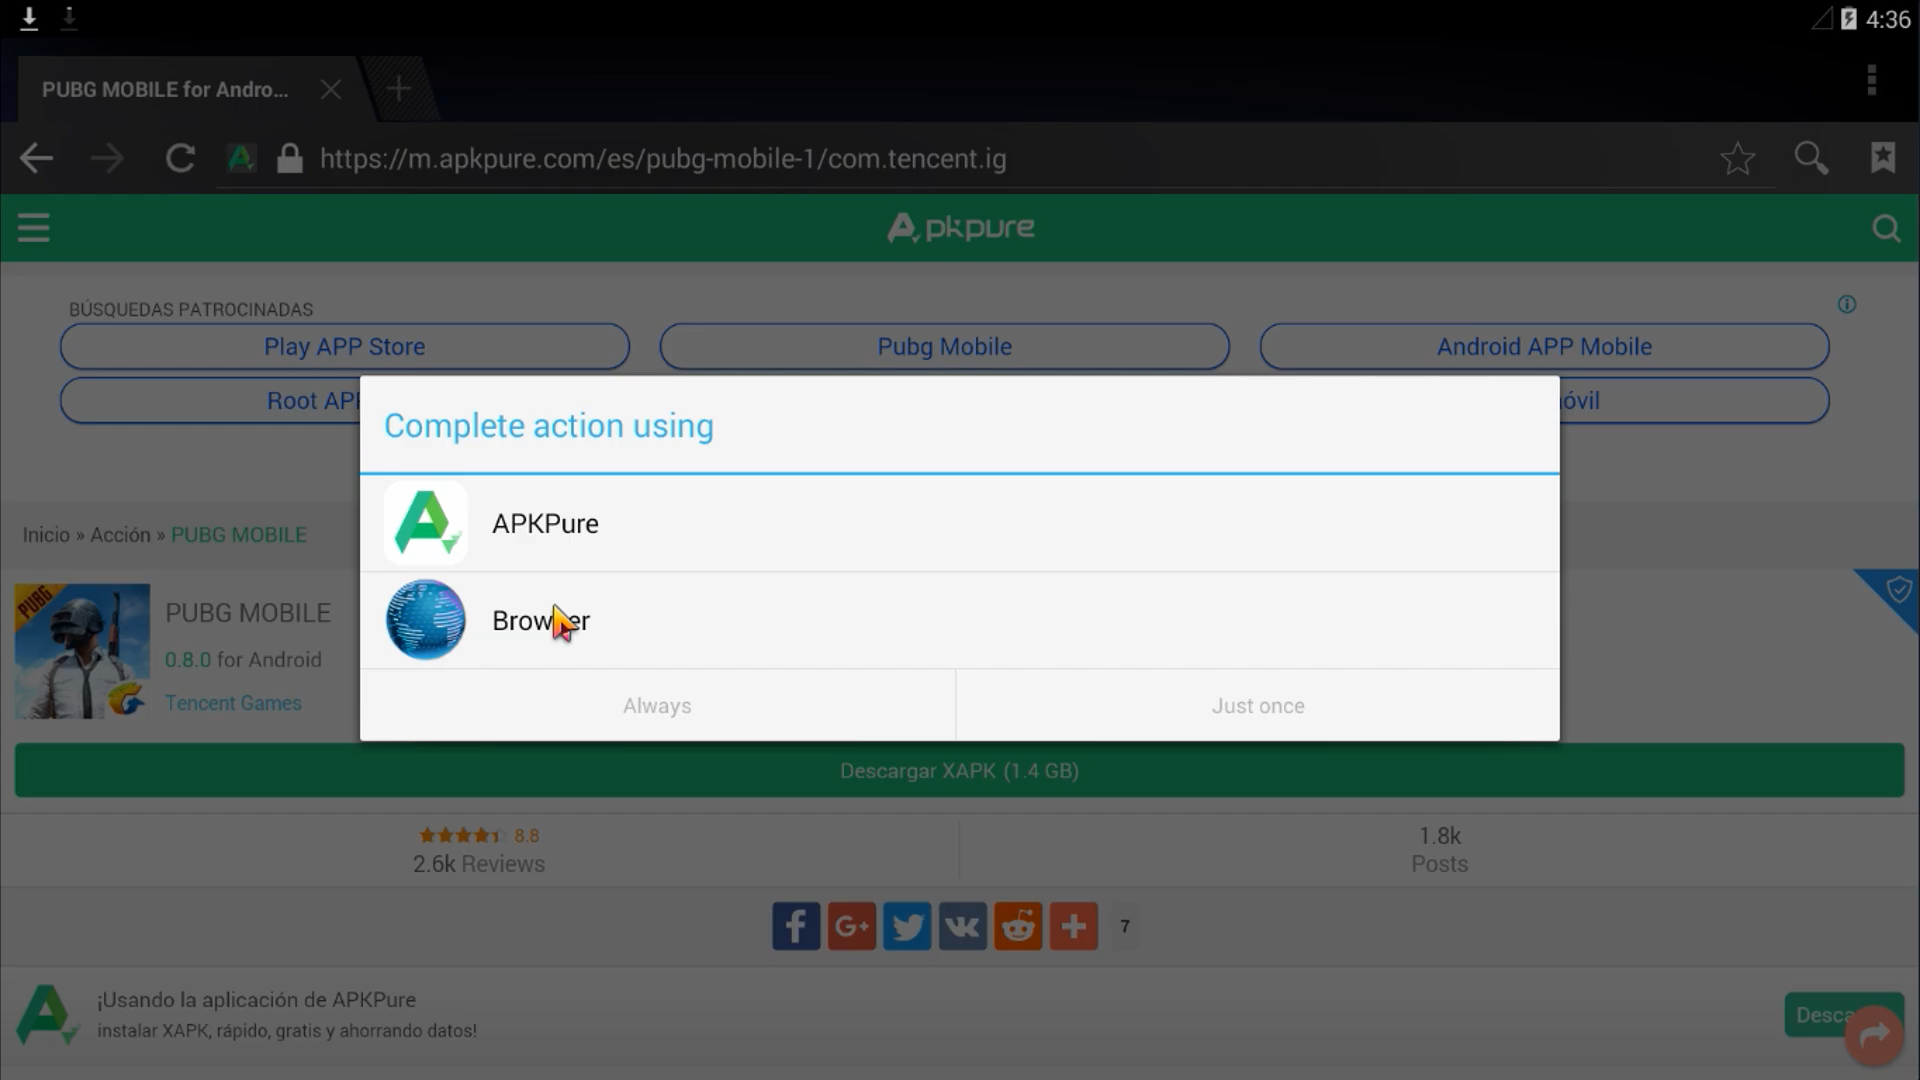 4:36
PUBG MOBILE for Andro...
https://m.apkpure.com/es/pubg-mobile-1/com.tencent.ig
Apkpure
BÚSQUEDAS PATROCINADAS
Play APP Store
Pubg Mobile
Android APP Mobile
Root AP
óvil
Complete action using
APKPure
Browser
Always
Just once
Inicio » Acción » PUBG MOBILE
PUBG
PUBG MOBILE
0.8.0 for Android
Tencent Games
Descargar XAPK (1.4 GB)
8.8
2.6k Reviews
1.8k
Posts
7
¡Usando la aplicación de APKPure
instalar XAPK, rápido, gratis y ahorrando datos!
Desca